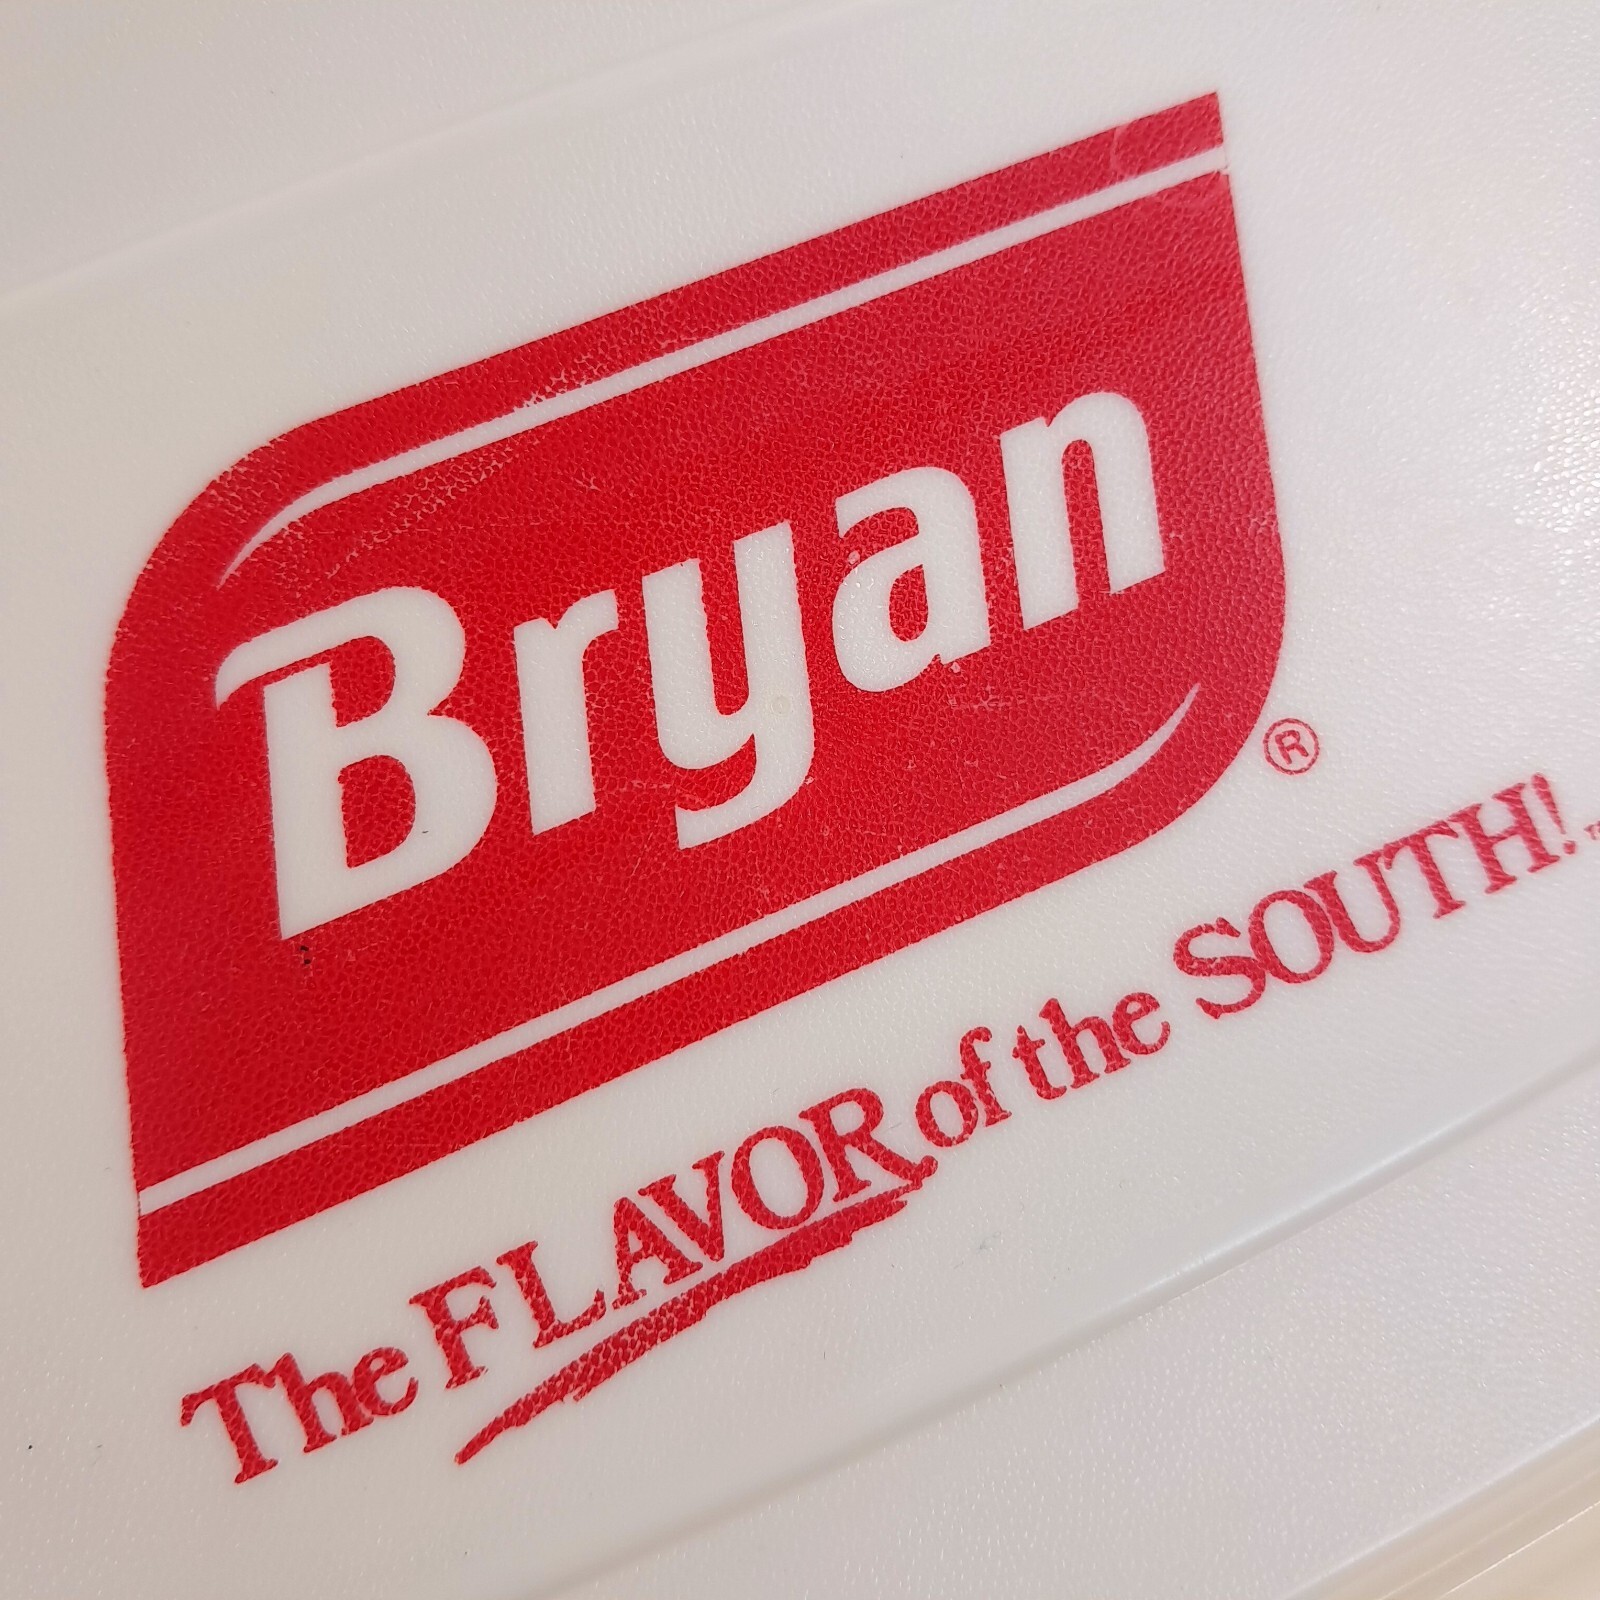 Bryan
®
The FLAVOR of the SOUTH!